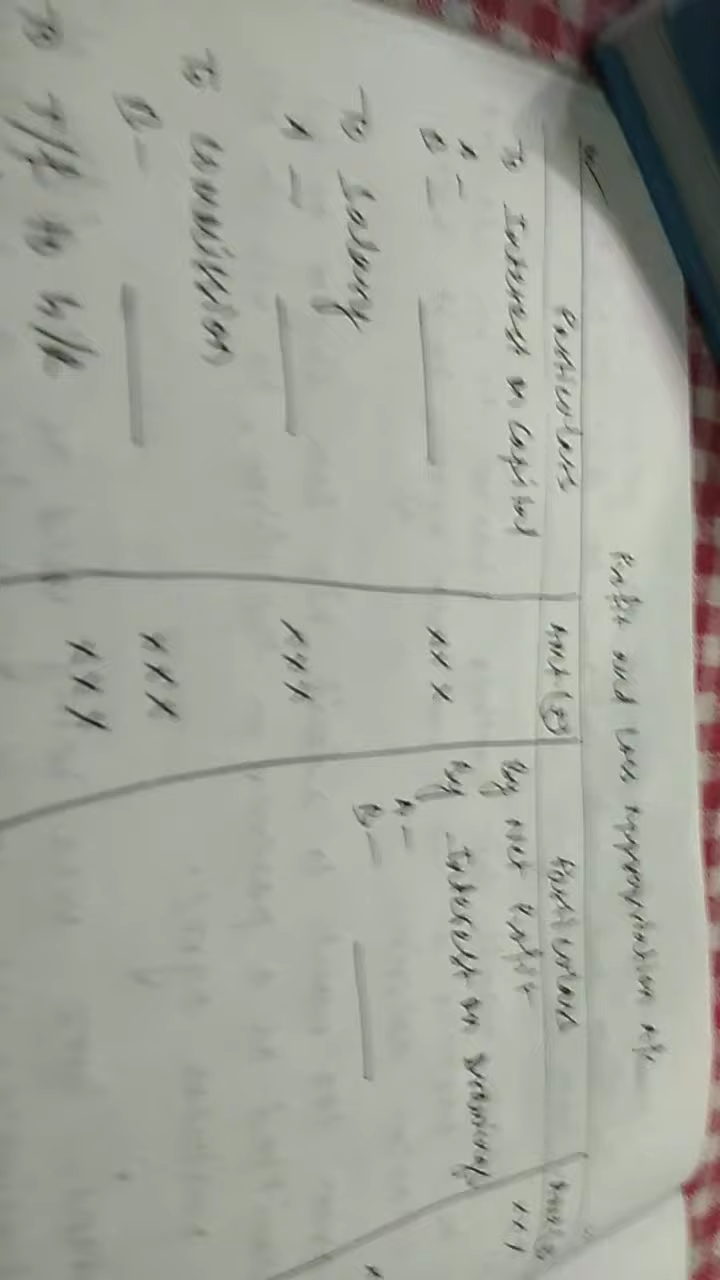 Profit and Loss Appropriation A/c
Dr
Particulars Amt (₹) Particulars Amt ₹
To Interest on Capital By Net Profit xxx
A — By Interest on Drawings
B — xxx A —
B — x
To Salary
A — xxx
To Commission
B — xxx
To T/f to xxx